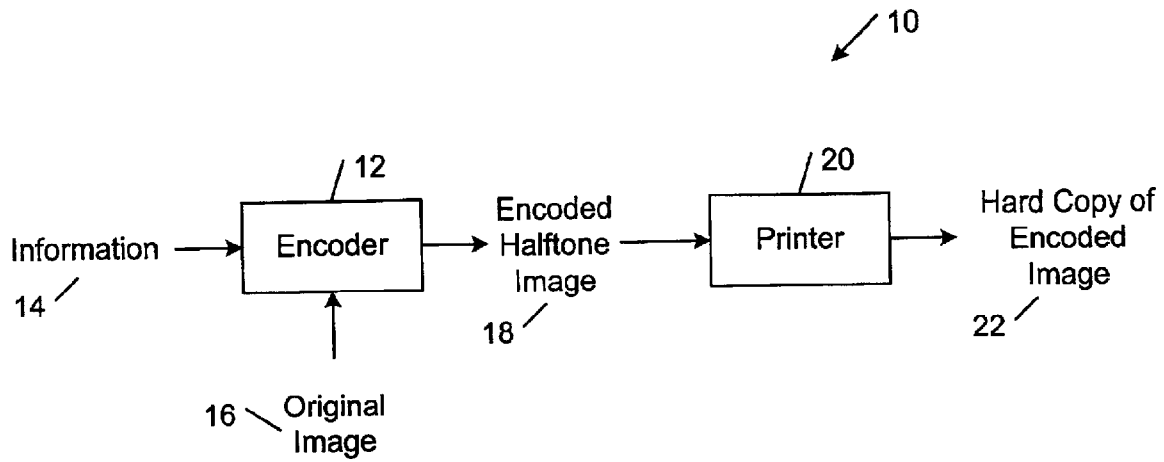 10
12
20
Information
14
Encoder
Encoded
Halftone
Image
18
Printer
Hard Copy of
Encoded
Image
22
16
Original
Image